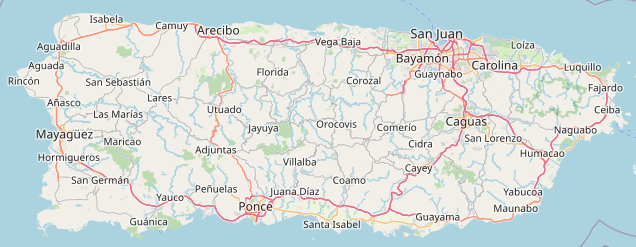 Isabela
Camuy
Arecibo
San Juan
Aguadilla
Vega Baja
Loíza
Bayamón
Aguada
Carolina
Luquillo
Rincón
San Sebastián
Florida
Corozal
Guaynabo
Fajardo
Añasco
Lares
Utuado
Ceiba
Las Marías
Mayagüez
Jayuya
Orocovis
Comerío
Caguas
Naguabo
Maricao
San Lorenzo
Hormigueros
Adjuntas
Cidra
Humacao
Villalba
San Germán
Peñuelas
Juana Díaz
Coamo
Cayey
Yabucoa
Yauco
Ponce
Maunabo
Guánica
Santa Isabel
Guayama